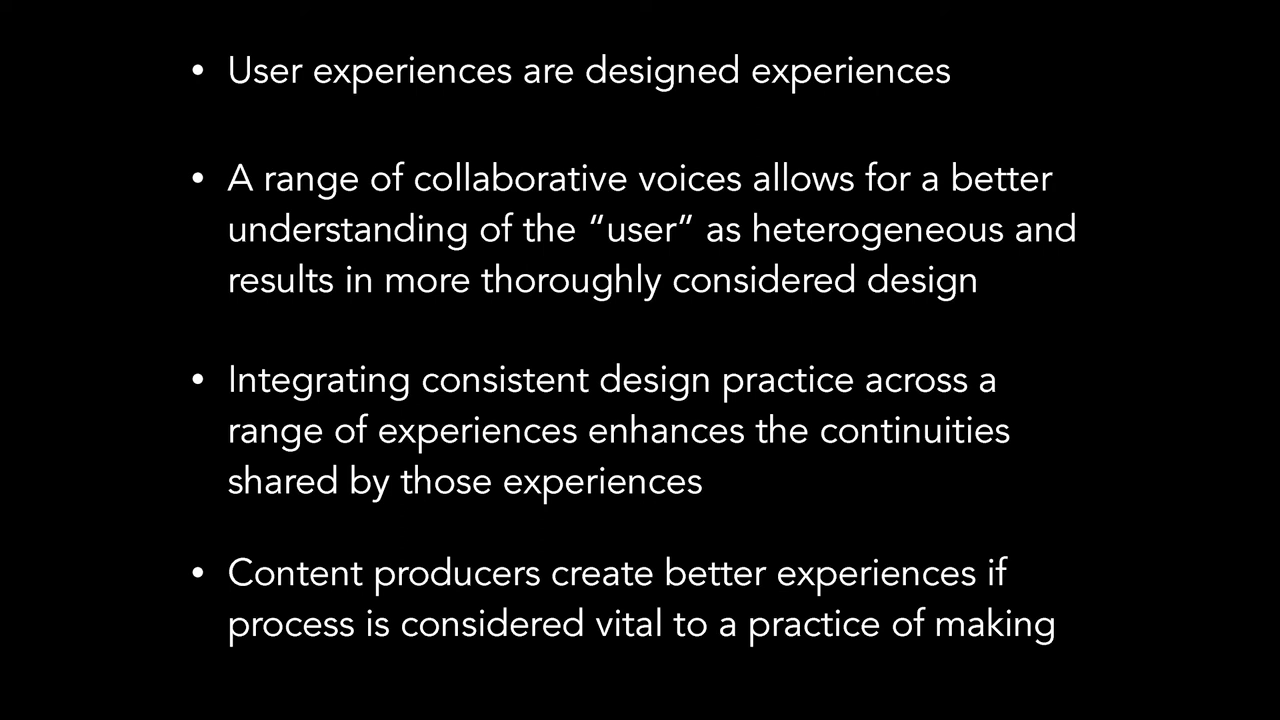 • User experiences are designed experiences
• A range of collaborative voices allows for a better
understanding of the “user” as heterogeneous and
results in more thoroughly considered design
• Integrating consistent design practice across a
range of experiences enhances the continuities
shared by those experiences
• Content producers create better experiences if
process is considered vital to a practice of making